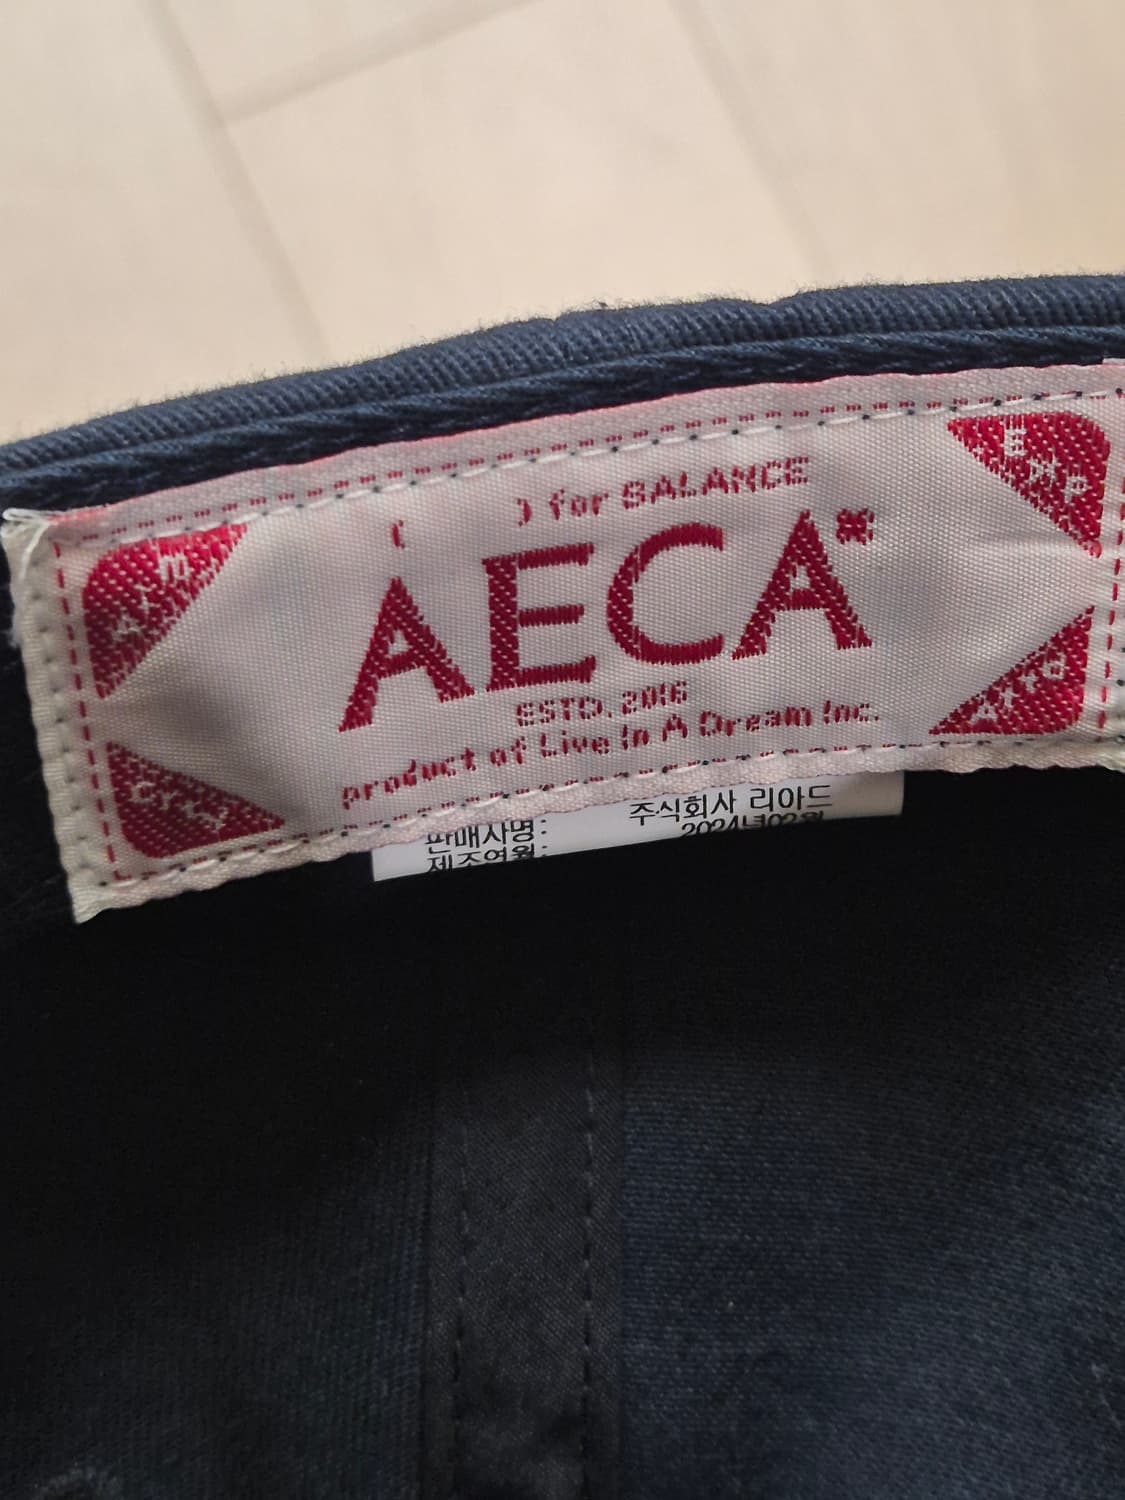 ( ) for BALANCE
AECA
ESTD. 2016
product of Live In A Dream Inc.
EXP
판매사명: 주식회사 리아드
제조연월: 2024년02월